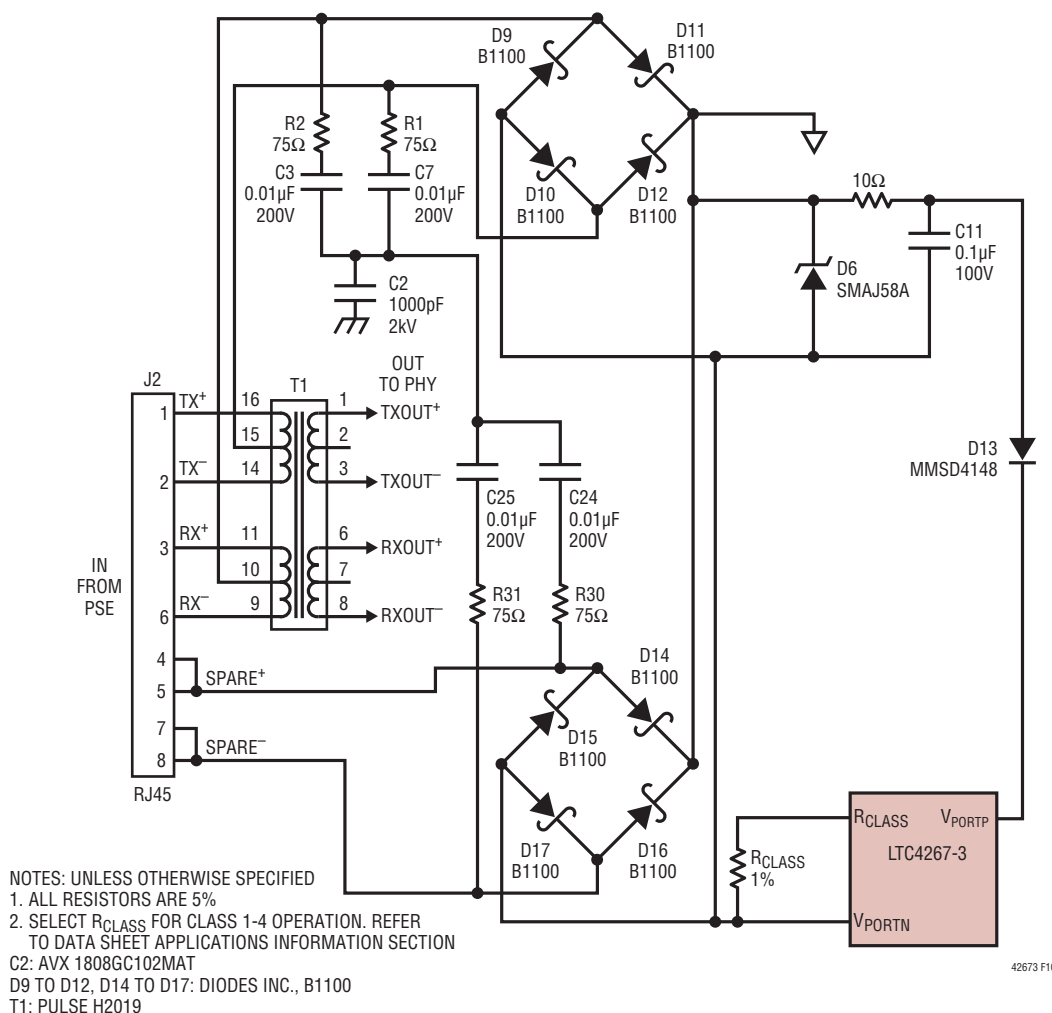 D9
B1100
D11
B1100
R2
75Ω
R1
75Ω
C3
0.01µF
200V
C7
0.01µF
200V
D10
B1100
D12
B1100
10Ω
C11
0.1µF
100V
D6
SMAJ58A
C2
1000pF
2kV
J2
T1
OUT
TO PHY
1 TX+ 16 1 TXOUT+
15 2
2 TX– 14 3 TXOUT–
3 RX+ 11 6 RXOUT+
10 7
6 RX– 9 8 RXOUT–
IN
FROM
PSE
4
5 SPARE+
7
8 SPARE–
RJ45
C25
0.01µF
200V
C24
0.01µF
200V
R31
75Ω
R30
75Ω
D13
MMSD4148
D14
B1100
D15
B1100
D17
B1100
D16
B1100
RCLASS
1%
RCLASS VPORTP
LTC4267-3
VPORTN
NOTES: UNLESS OTHERWISE SPECIFIED
1. ALL RESISTORS ARE 5%
2. SELECT RCLASS FOR CLASS 1-4 OPERATION. REFER
TO DATA SHEET APPLICATIONS INFORMATION SECTION
C2: AVX 1808GC102MAT
D9 TO D12, D14 TO D17: DIODES INC., B1100
T1: PULSE H2019